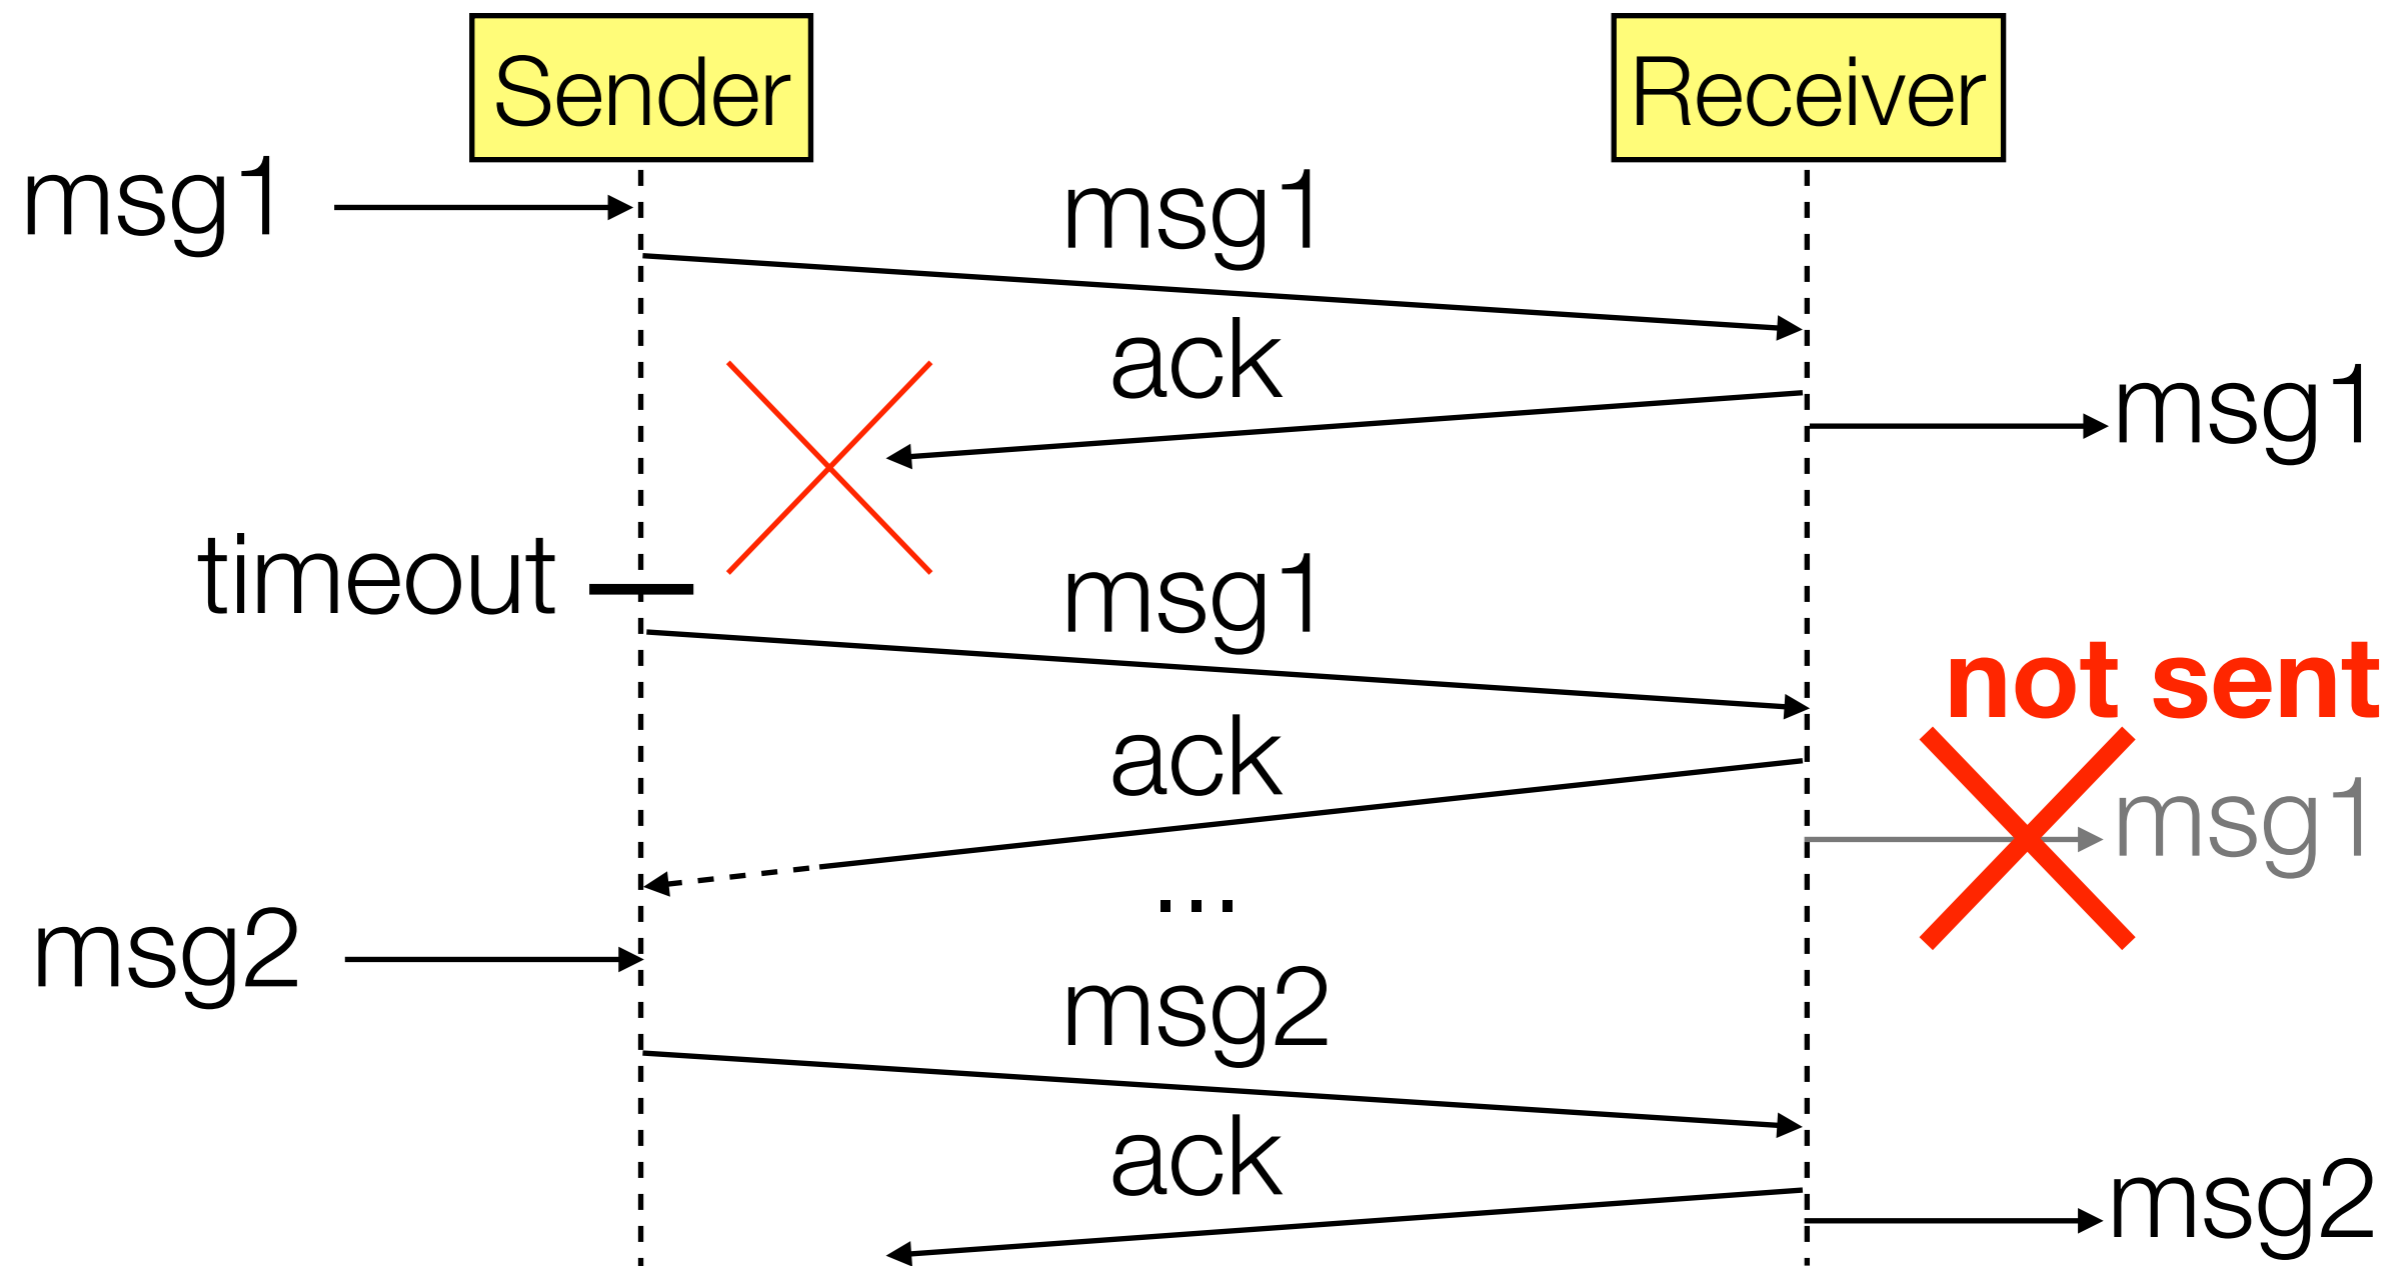 Sender
Receiver
msg1
msg1
ack
msg1
timeout
msg1
not sent
ack
msg1
...
msg2
msg2
ack
msg2